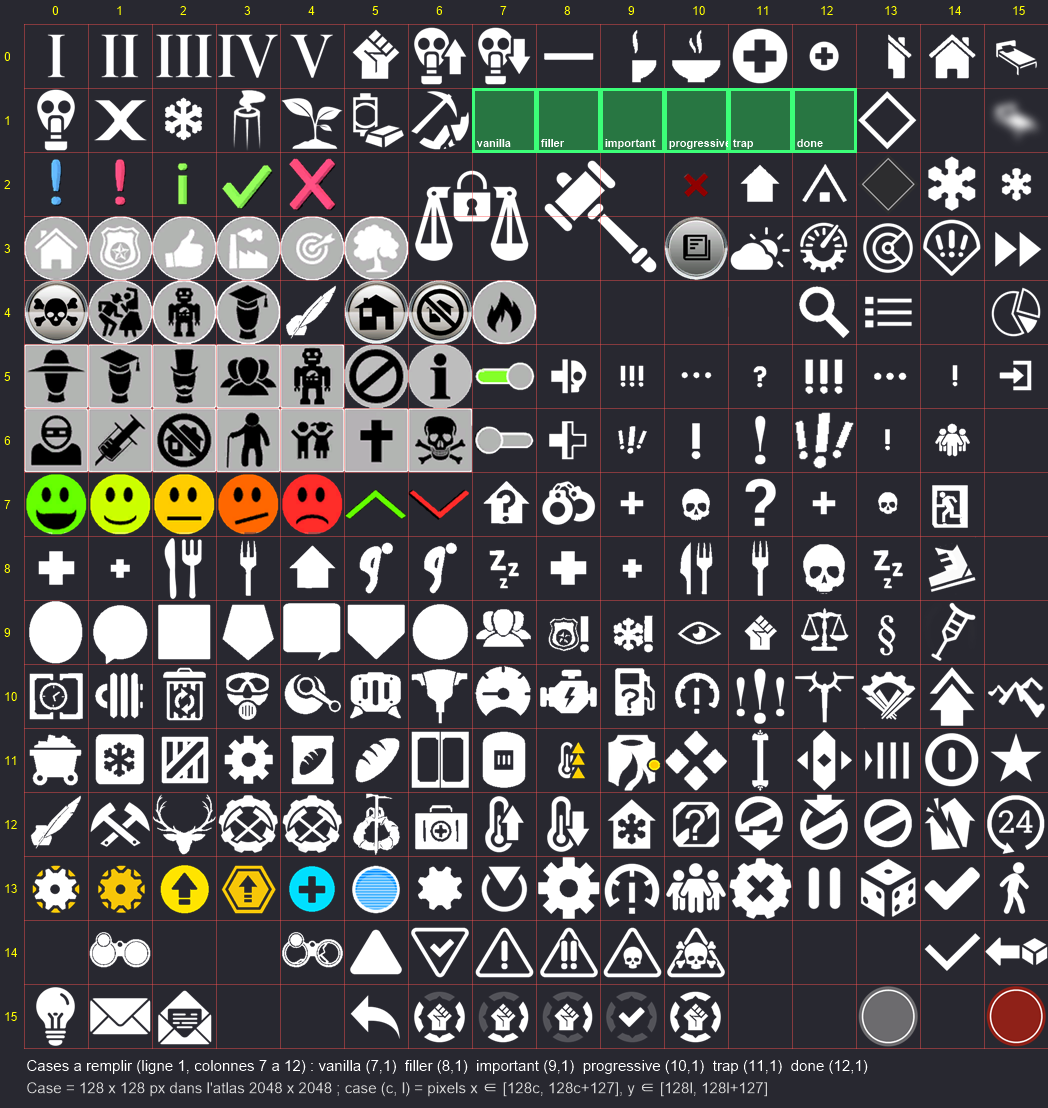 0 1 2 3 4 5 6 7 8 9 10 11 12 13 14 15
0 I II III IV V
1 vanilla filler important progressive trap done
2 ! ! i
3 !!!
4
5 i !!! ... ? !!! ... !
6 !!! ! ! !!! !
7 ? ?
8 Z Z z Z Z z
9 ! ! §
10 ? ! !!!
11
12 ? 24
13 !
14 ! !!
15
Cases a remplir (ligne 1, colonnes 7 a 12) : vanilla (7,1) filler (8,1) important (9,1) progressive (10,1) trap (11,1) done (12,1)
Case = 128 x 128 px dans l'atlas 2048 x 2048 ; case (c, l) = pixels x ∈ [128c, 128c+127], y ∈ [128l, 128l+127]